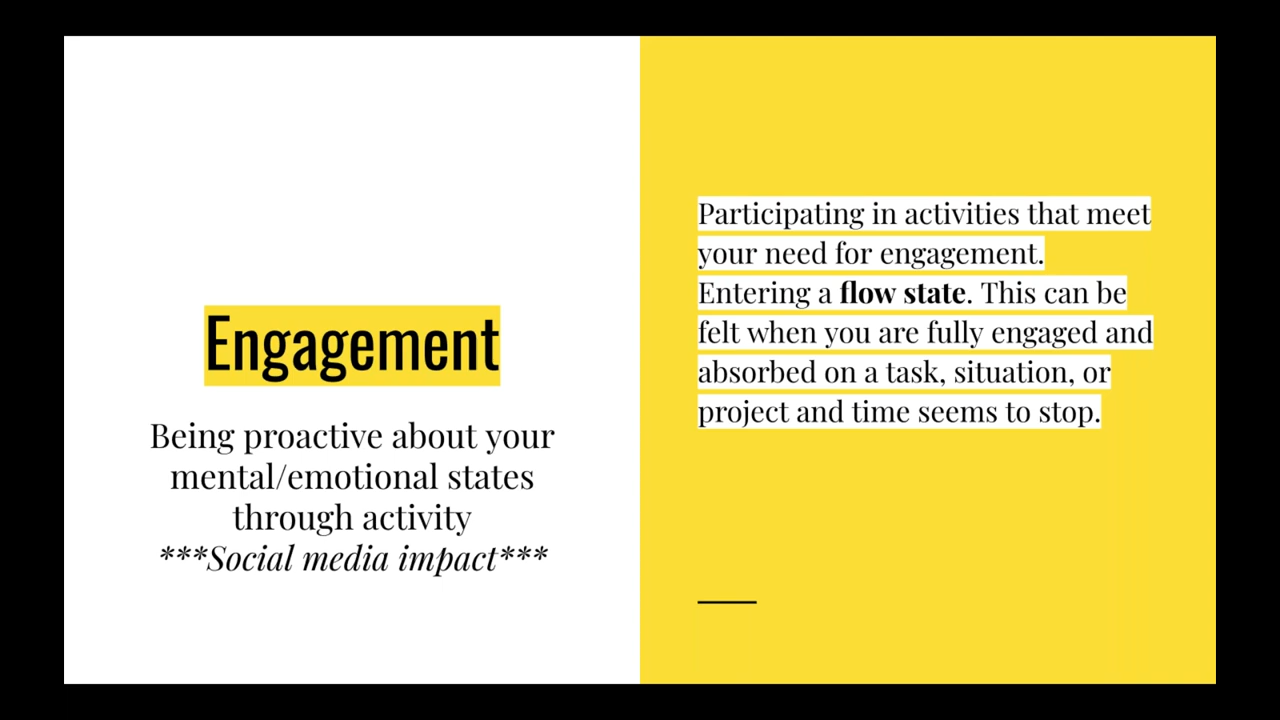 Engagement
Being proactive about your
mental/emotional states
through activity
***Social media impact***
Participating in activities that meet
your need for engagement.
Entering a flow state. This can be
felt when you are fully engaged and
absorbed on a task, situation, or
project and time seems to stop.